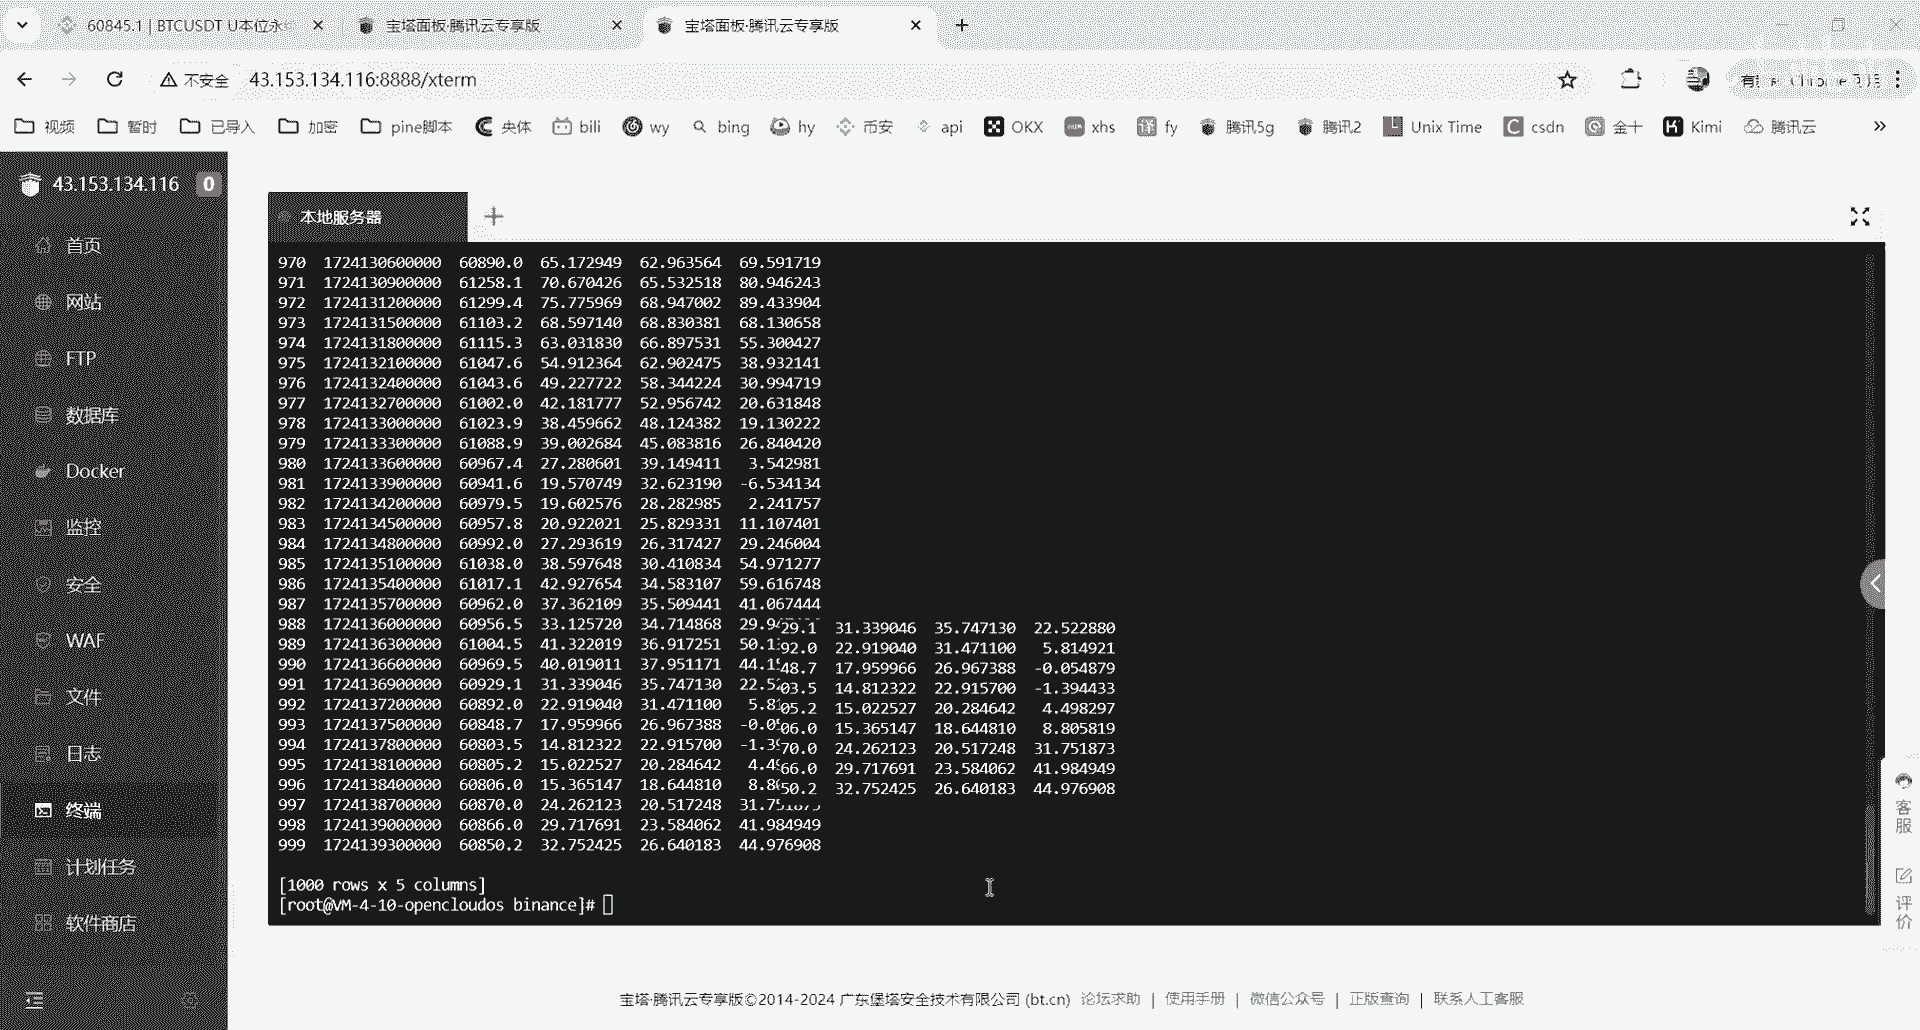 60845.1 | BTCUSDT U本位永
宝塔面板·腾讯云专享版
宝塔面板·腾讯云专享版
不安全 43.153.134.116:8888/xterm
视频 暂时 已导入 加密 pine脚本 央体 bili wy bing hy 币安 api OKX xhs fy 腾讯5g 腾讯2 Unix Time csdn 金十 Kimi 腾讯云 »
43.153.134.116 0
首页
网站
FTP
数据库
Docker
监控
安全
WAF
文件
日志
终端
计划任务
软件商店
本地服务器
970 1724130600000 60890.0 65.172949 62.963564 69.591719
971 1724130900000 61258.1 70.670426 65.532518 80.946243
972 1724131200000 61299.4 75.775969 68.947002 89.433904
973 1724131500000 61103.2 68.597140 68.830381 68.130658
974 1724131800000 61115.3 63.031830 66.897531 55.300427
975 1724132100000 61047.6 54.912364 62.902475 38.932141
976 1724132400000 61043.6 49.227722 58.344224 30.994719
977 1724132700000 61002.0 42.181777 52.956742 20.631848
978 1724133000000 61023.9 38.459662 48.124382 19.130222
979 1724133300000 61088.9 39.002684 45.083816 26.840420
980 1724133600000 60967.4 27.280601 39.149411 3.542981
981 1724133900000 60941.6 19.570749 32.623190 -6.534134
982 1724134200000 60979.5 19.602576 28.282985 2.241757
983 1724134500000 60957.8 20.922021 25.829331 11.107401
984 1724134800000 60992.0 27.293619 26.317427 29.246004
985 1724135100000 61038.0 38.597648 30.410834 54.971277
986 1724135400000 61017.1 42.927654 34.583107 59.616748
987 1724135700000 60962.0 37.362109 35.509441 41.067444
988 1724136000000 60956.5 33.125720 34.714868 29.9
989 1724136300000 61004.5 41.322019 36.917251 50.1
990 1724136600000 60969.5 40.019011 37.951171 44.1
991 1724136900000 60929.1 31.339046 35.747130 22.5
992 1724137200000 60892.0 22.919040 31.471100 5.8
993 1724137500000 60848.7 17.959966 26.967388 -0.0
994 1724137800000 60803.5 14.812322 22.915700 -1.3
995 1724138100000 60805.2 15.022527 20.284642 4.4
996 1724138400000 60806.0 15.365147 18.644810 8.8
997 1724138700000 60870.0 24.262123 20.517248 31.751873
998 1724139000000 60866.0 29.717691 23.584062 41.984949
999 1724139300000 60850.2 32.752425 26.640183 44.976908
29.1 31.339046 35.747130 22.522880
92.0 22.919040 31.471100 5.814921
48.7 17.959966 26.967388 -0.054879
03.5 14.812322 22.915700 -1.394433
05.2 15.022527 20.284642 4.498297
06.0 15.365147 18.644810 8.805819
70.0 24.262123 20.517248 31.751873
66.0 29.717691 23.584062 41.984949
50.2 32.752425 26.640183 44.976908
[1000 rows x 5 columns]
[root@VM-4-10-opencloudos binance]#
客服
评价
宝塔·腾讯云专享版©2014-2024 广东堡塔安全技术有限公司 (bt.cn) 论坛求助 | 使用手册 | 微信公众号 | 正版查询 | 联系人工客服